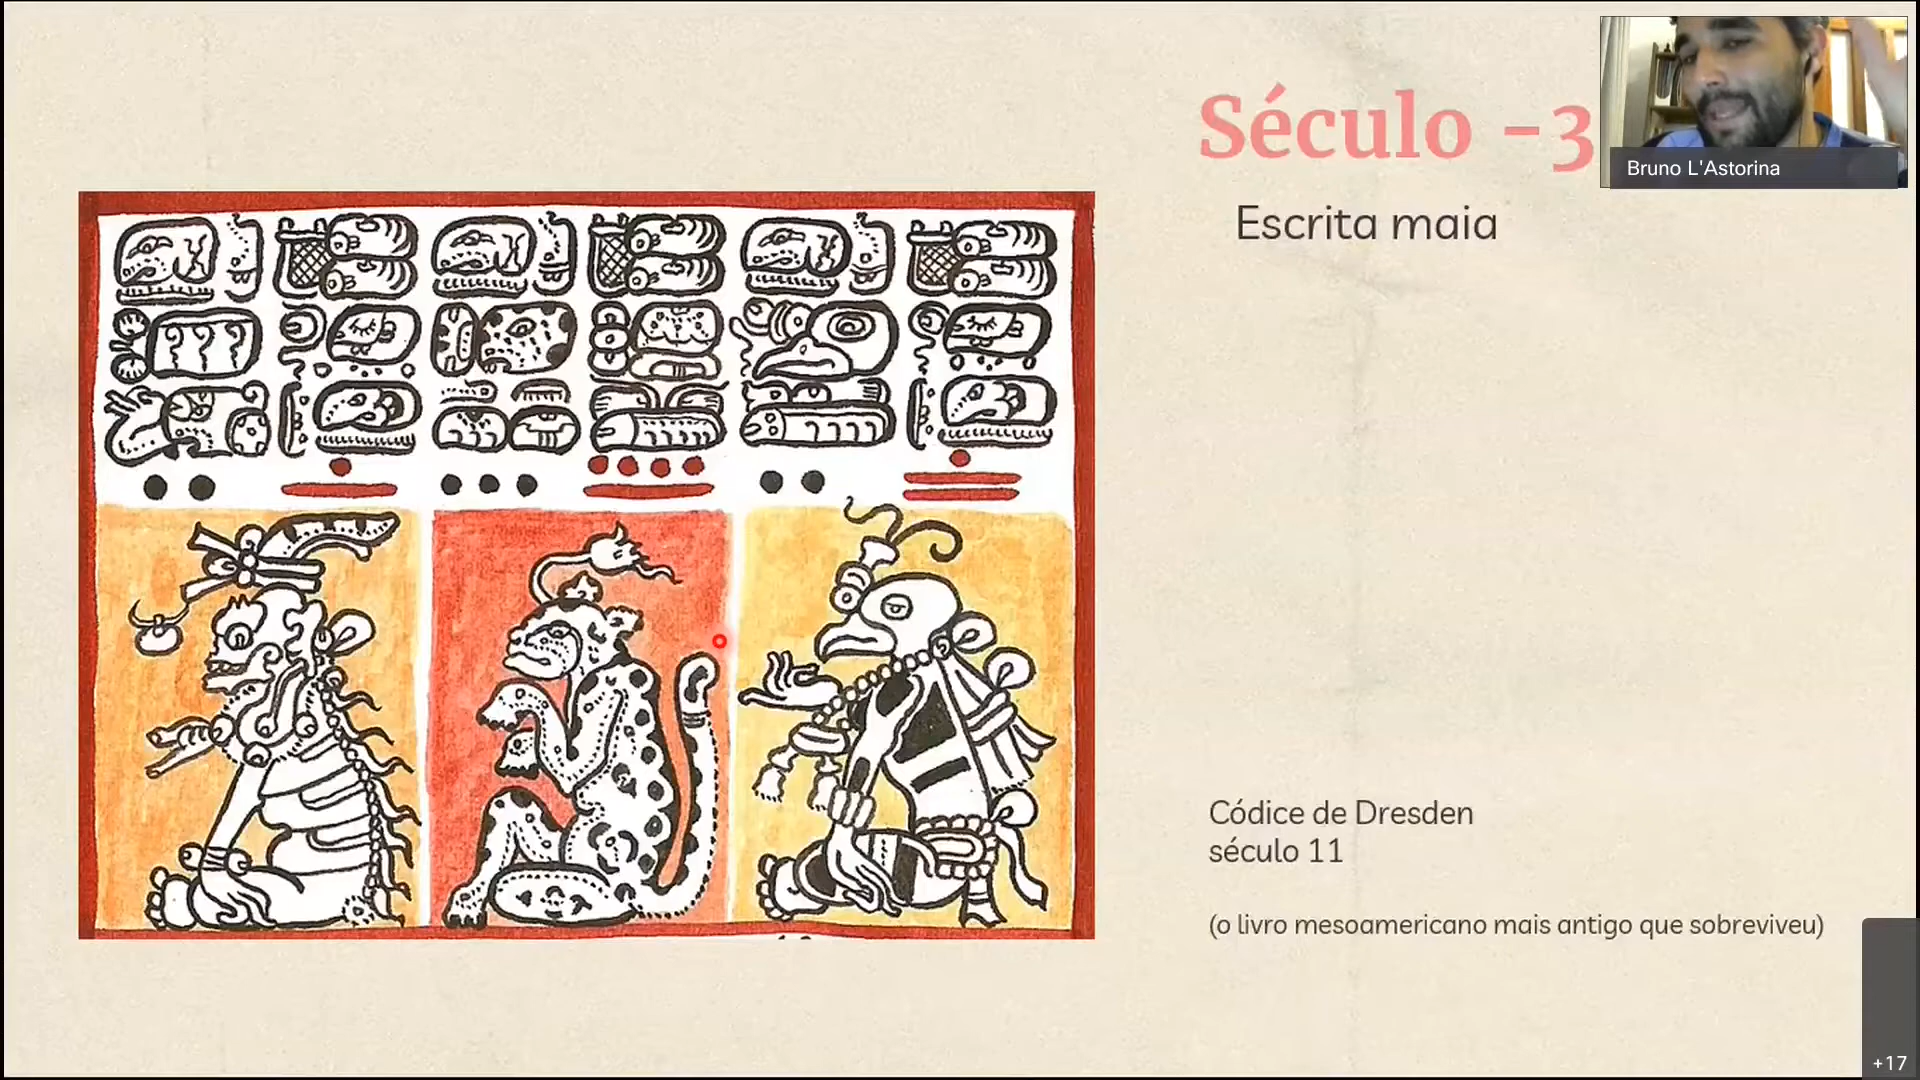 Século -3
Bruno L'Astorina
Escrita maia
Códice de Dresden
século 11
(o livro mesoamericano mais antigo que sobreviveu)
+17